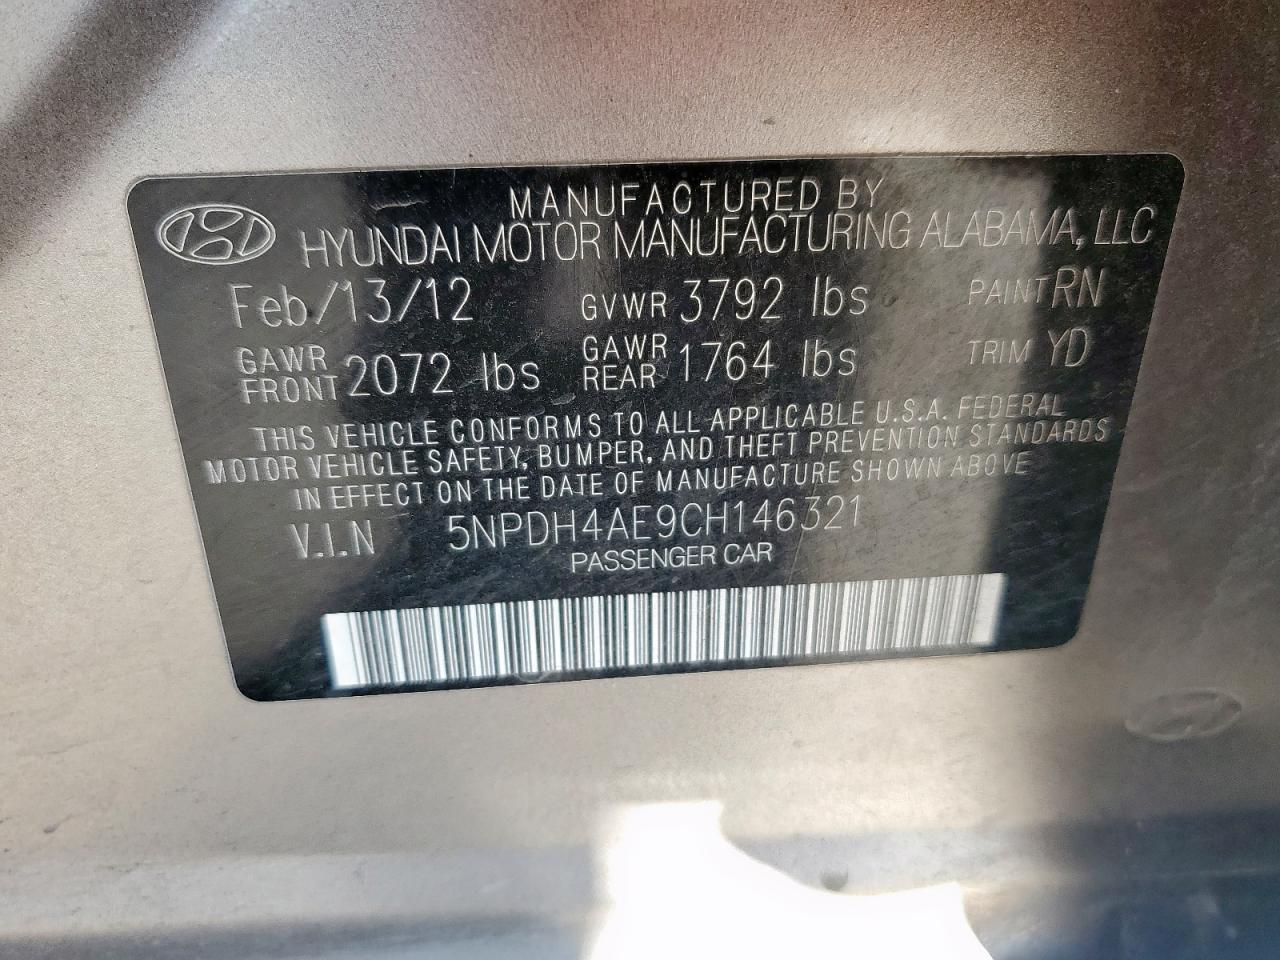 MANUFACTURED BY
HYUNDAI MOTOR MANUFACTURING ALABAMA, LLC
Feb/13/12 GVWR 3792 lbs PAINT RN
GAWR FRONT 2072 lbs GAWR REAR 1764 lbs TRIM YD
THIS VEHICLE CONFORMS TO ALL APPLICABLE U.S.A. FEDERAL
MOTOR VEHICLE SAFETY, BUMPER, AND THEFT PREVENTION STANDARDS
IN EFFECT ON THE DATE OF MANUFACTURE SHOWN ABOVE
V.I.N 5NPDH4AE9CH146321
PASSENGER CAR